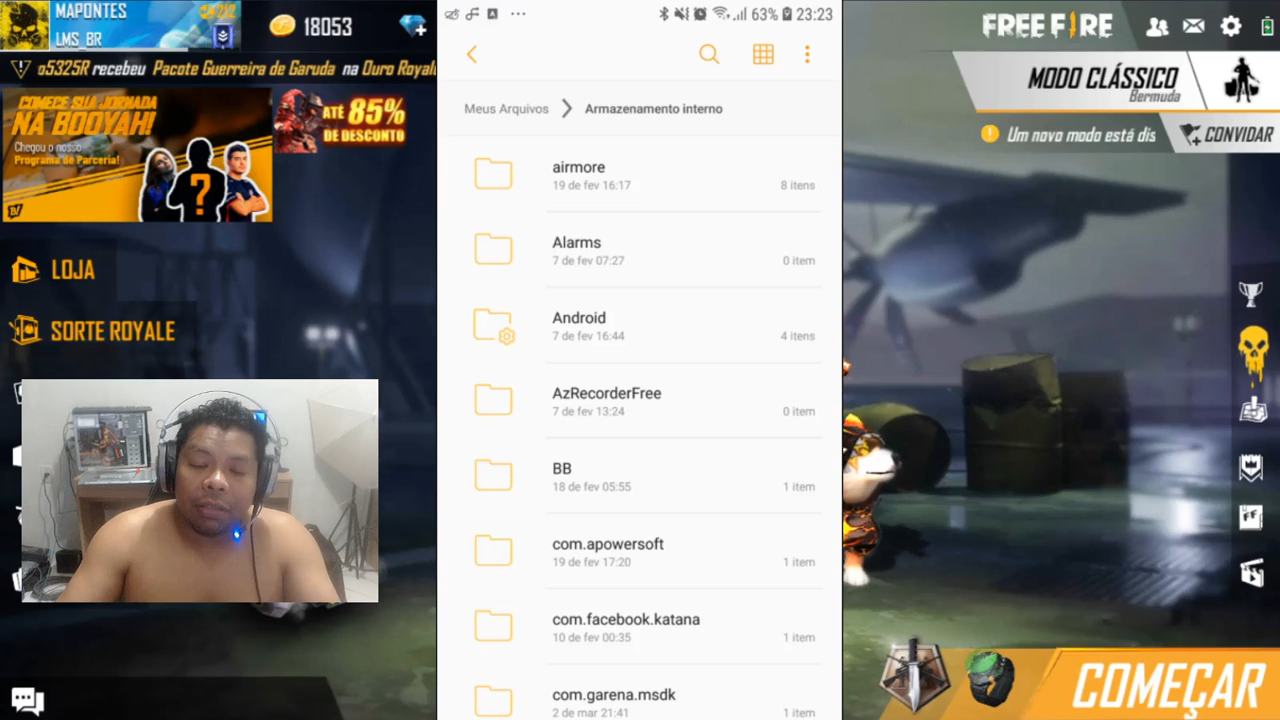 MAPONTES
212
LMS_BR
18053
o5325R recebeu Pacote Guerreira de Garuda na Ouro Royal
COMECE SUA JORNADA
NA BOOYAH!
Chegou o nosso
Programa de Parceria!
?
B!
ATÉ 85%
DE DESCONTO
LOJA
SORTE ROYALE
63% 23:23
Meus Arquivos > Armazenamento interno
airmore
19 de fev 16:17
8 itens
Alarms
7 de fev 07:27
0 item
Android
7 de fev 16:44
4 itens
AzRecorderFree
7 de fev 13:24
0 item
BB
18 de fev 05:55
1 item
com.apowersoft
19 de fev 17:20
1 item
com.facebook.katana
10 de fev 00:35
1 item
com.garena.msdk
2 de mar 21:41
1 item
FREE FIRE
MODO CLÁSSICO
Bermuda
Um novo modo está dis
CONVIDAR
FF
COMEÇAR